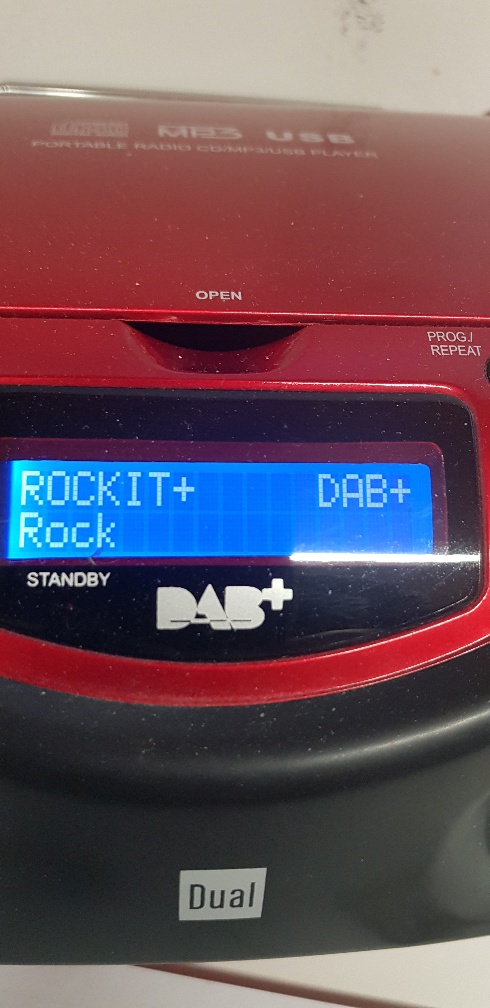 MP3 USB
PORTABLE RADIO CD/MP3/USB PLAYER
OPEN
PROG./
REPEAT
ROCKIT+ DAB+
Rock
STANDBY
DAB+
Dual